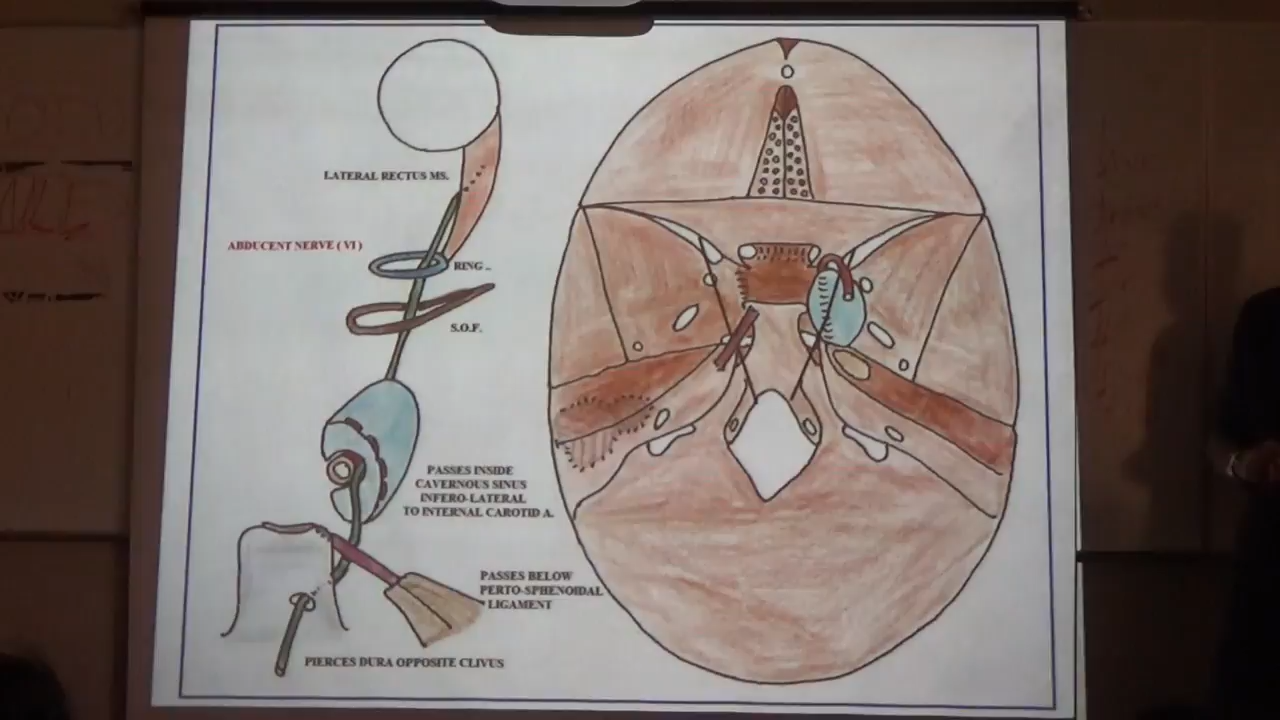 LATERAL RECTUS MS.
ABDUCENT NERVE ( VI )
RING ..
S.O.F.
PASSES INSIDE
CAVERNOUS SINUS
INFERO-LATERAL
TO INTERNAL CAROTID A.
PASSES BELOW
PERTO-SPHENOIDAL
LIGAMENT
PIERCES DURA OPPOSITE CLIVUS